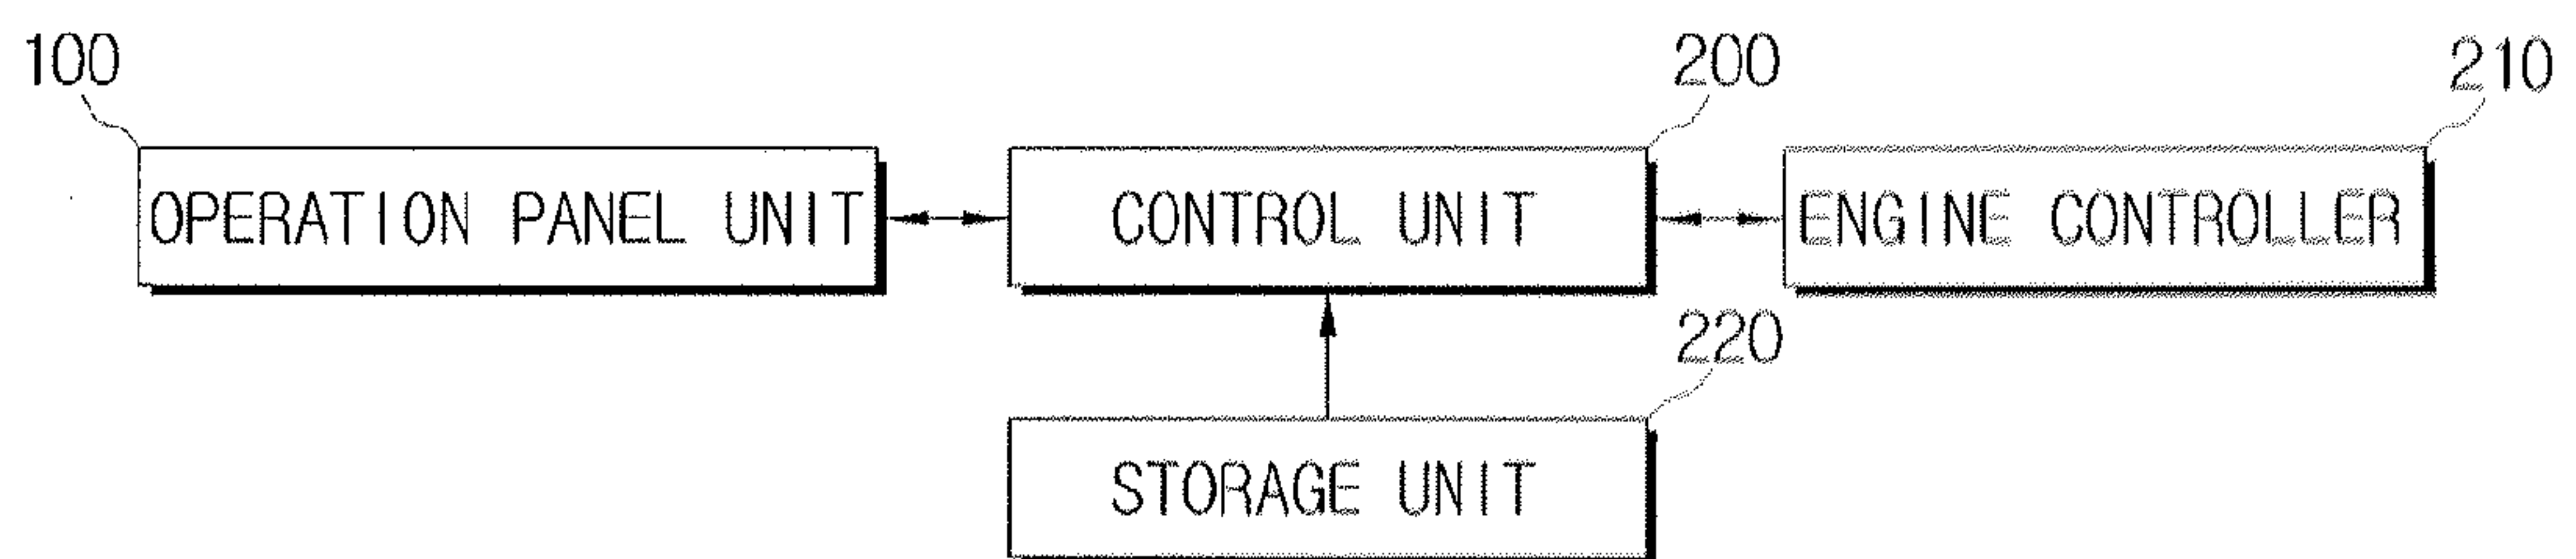 100
200
210
OPERATION PANEL UNIT
CONTROL UNIT
ENGINE CONTROLLER
220
STORAGE UNIT